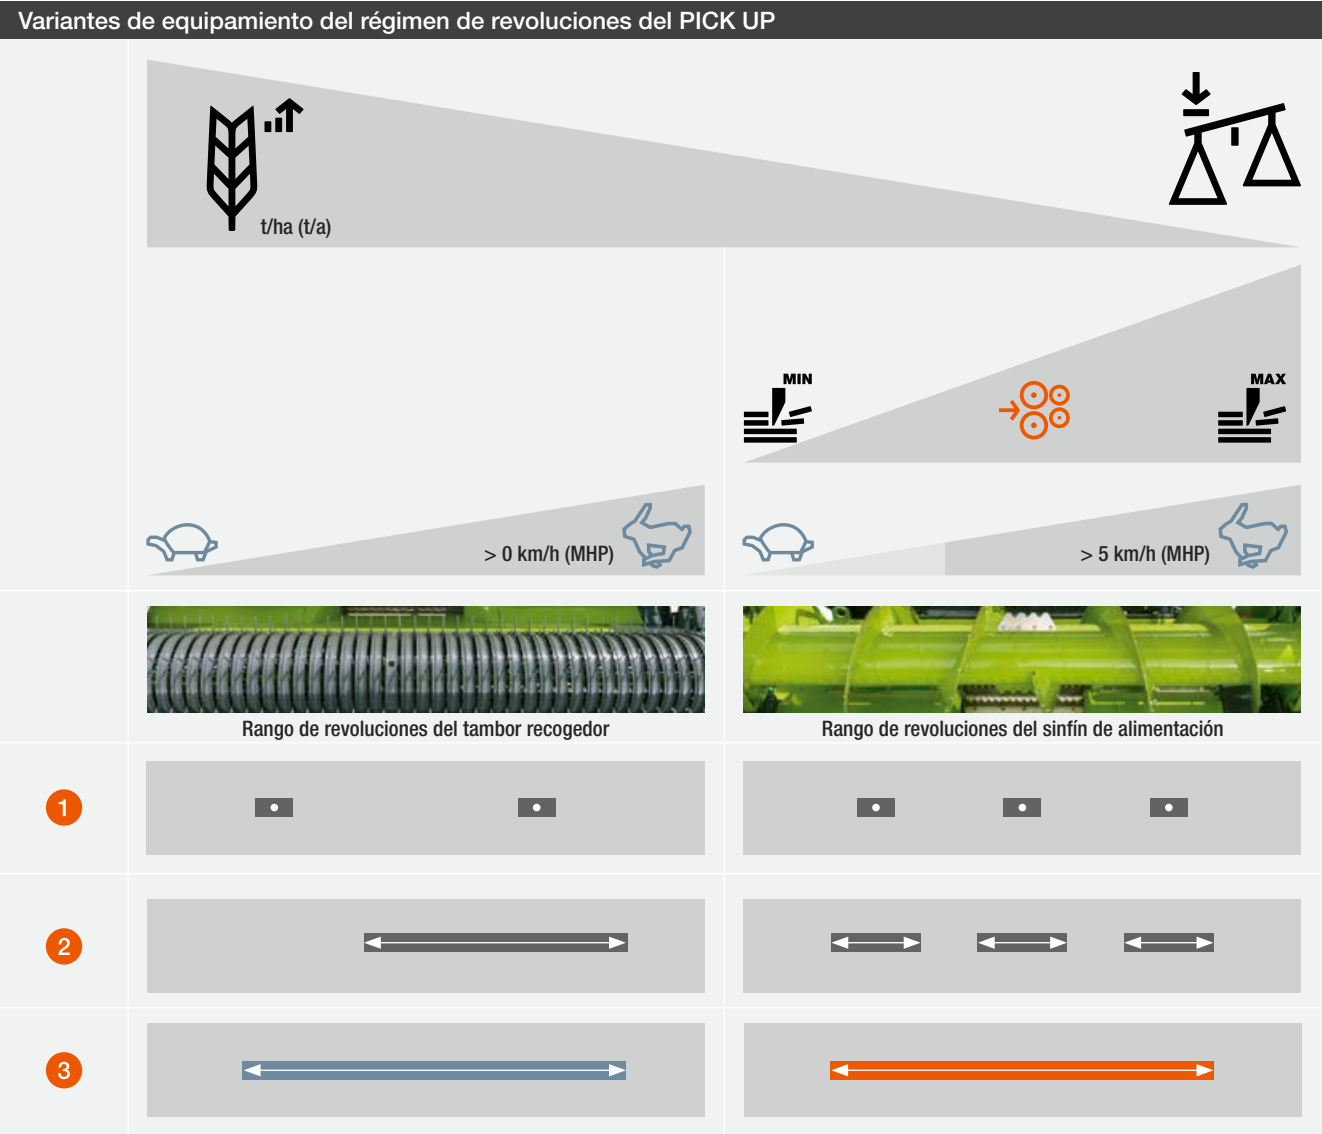 Variantes de equipamiento del régimen de revoluciones del PICK UP
t/ha (t/a)
MIN
MAX
> 0 km/h (MHP)
> 5 km/h (MHP)
Rango de revoluciones del tambor recogedor
Rango de revoluciones del sinfín de alimentación
1
2
3